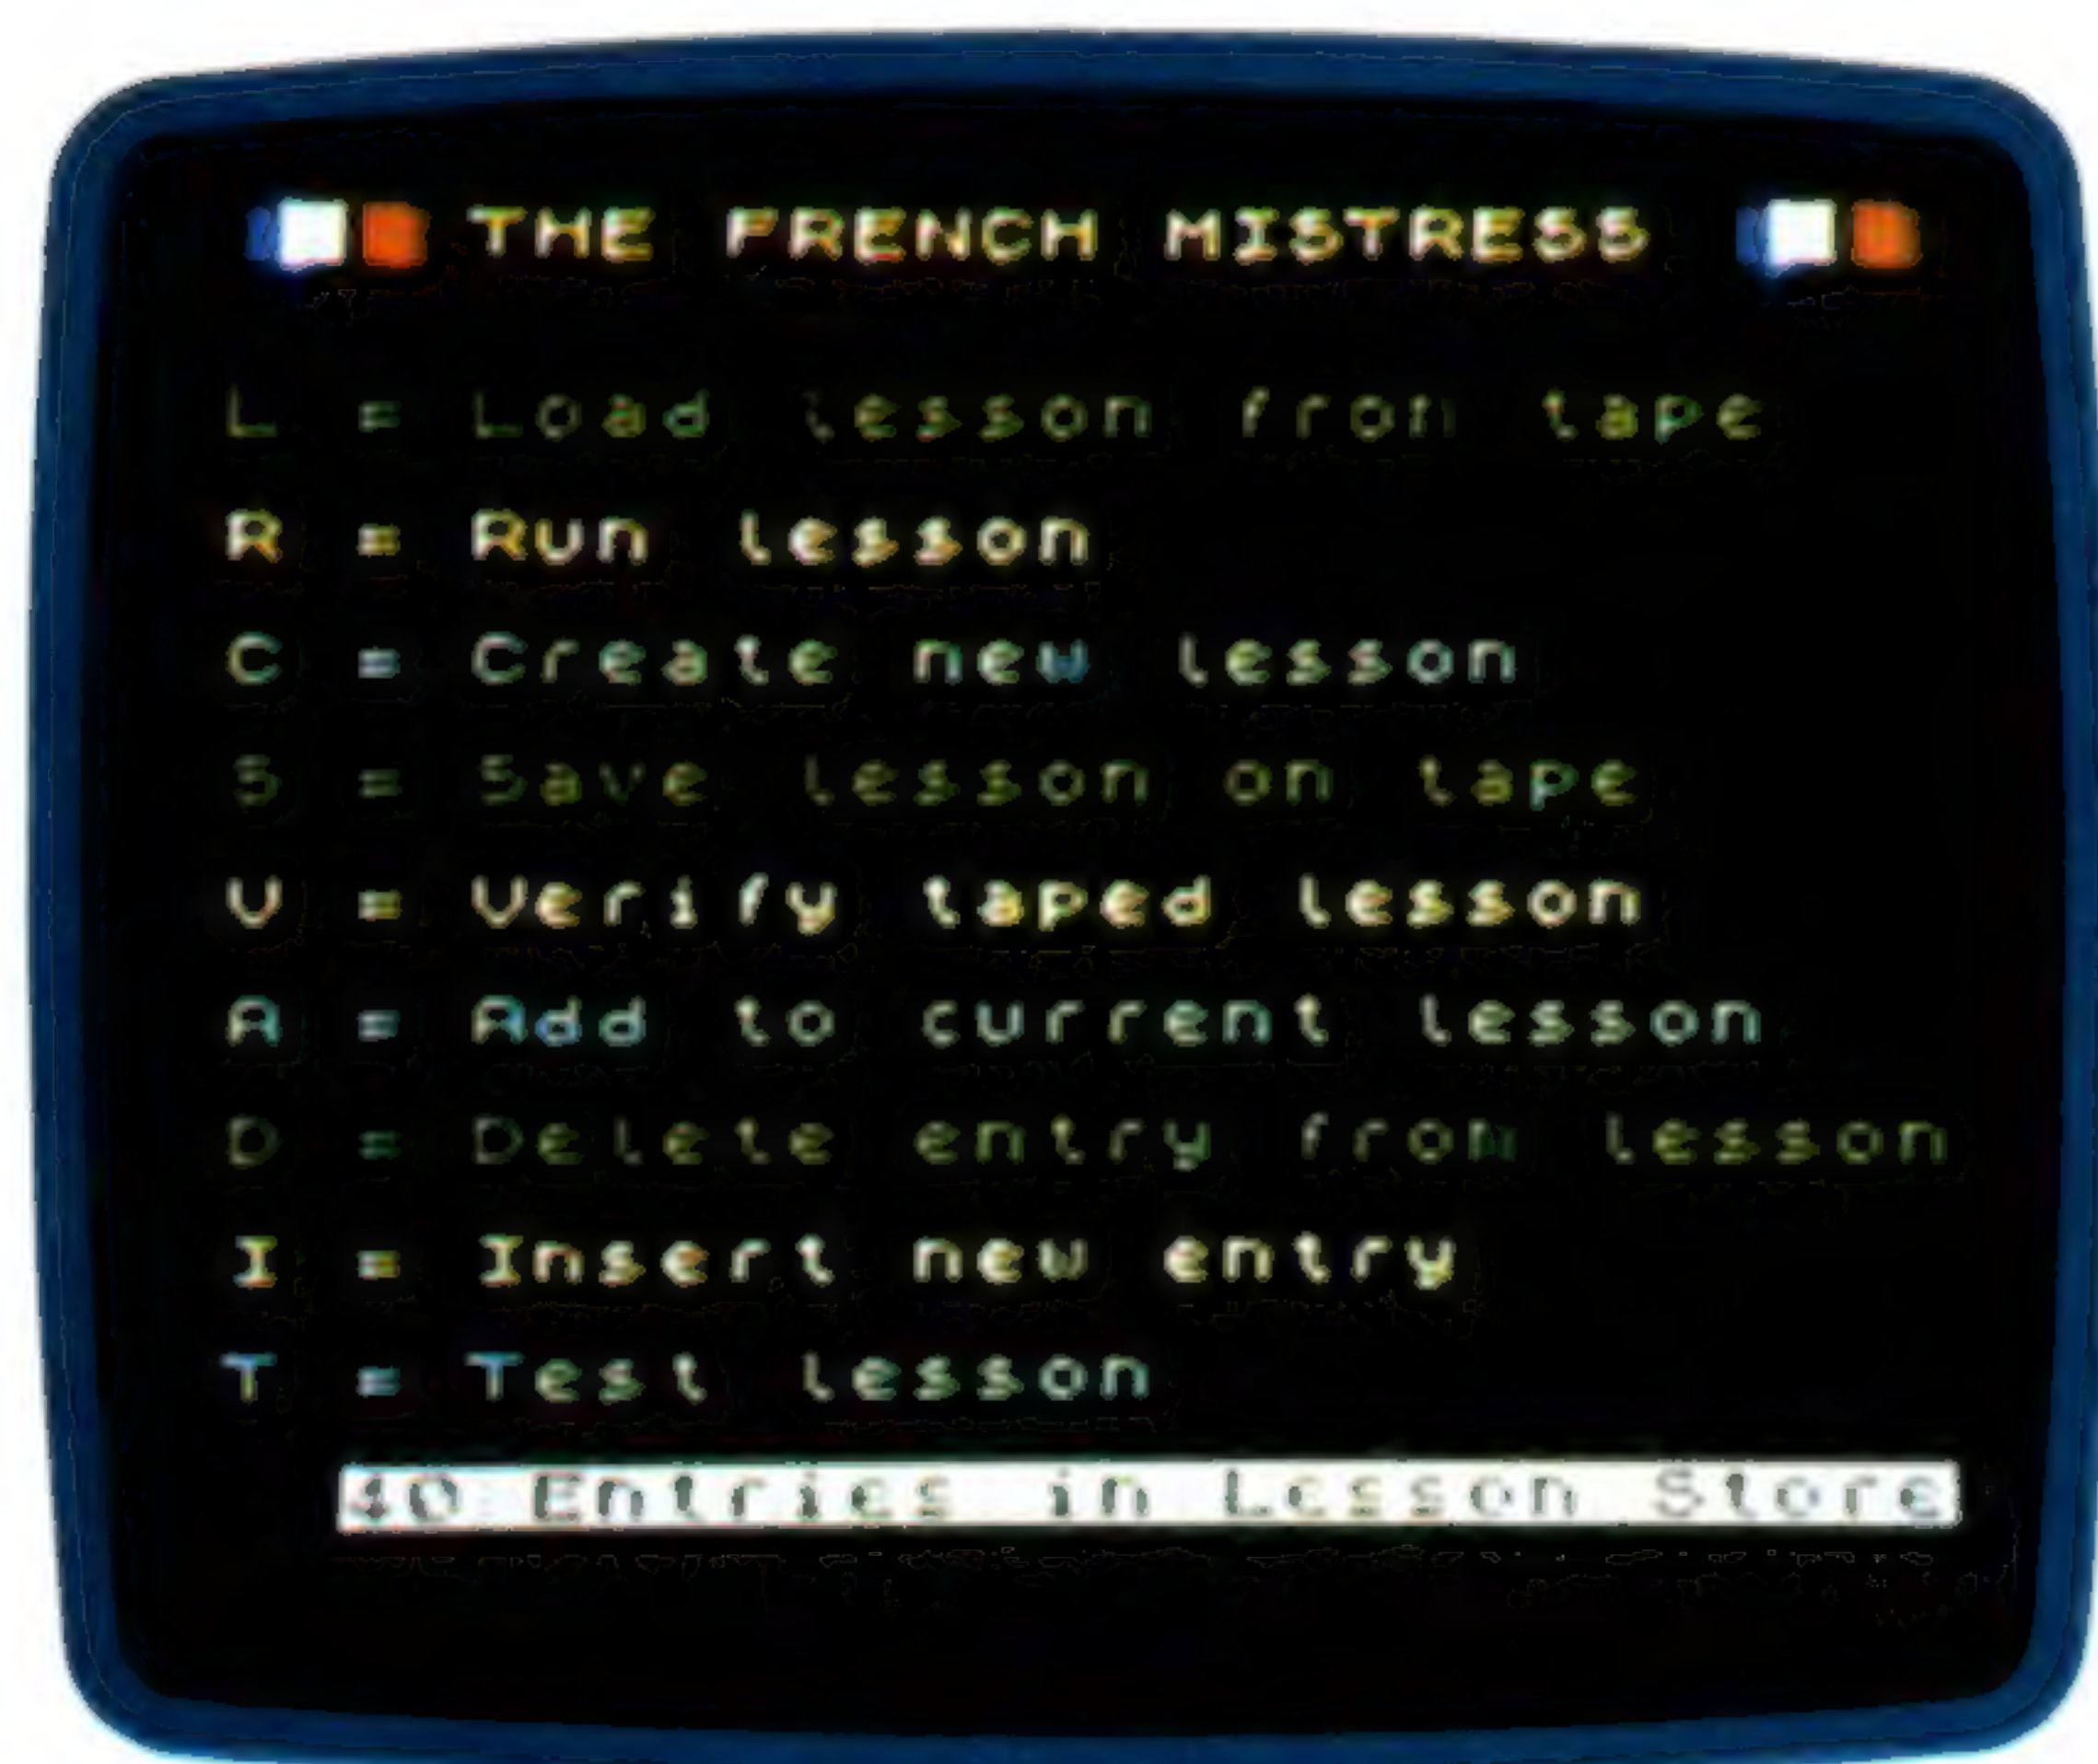 THE FRENCH MISTRESS
L = Load lesson from tape
R = Run lesson
C = Create new lesson
S = Save lesson on tape
V = Verify taped lesson
A = Add to current lesson
D = Delete entry from lesson
I = Insert new entry
T = Test lesson
40 Entries in Lesson Store